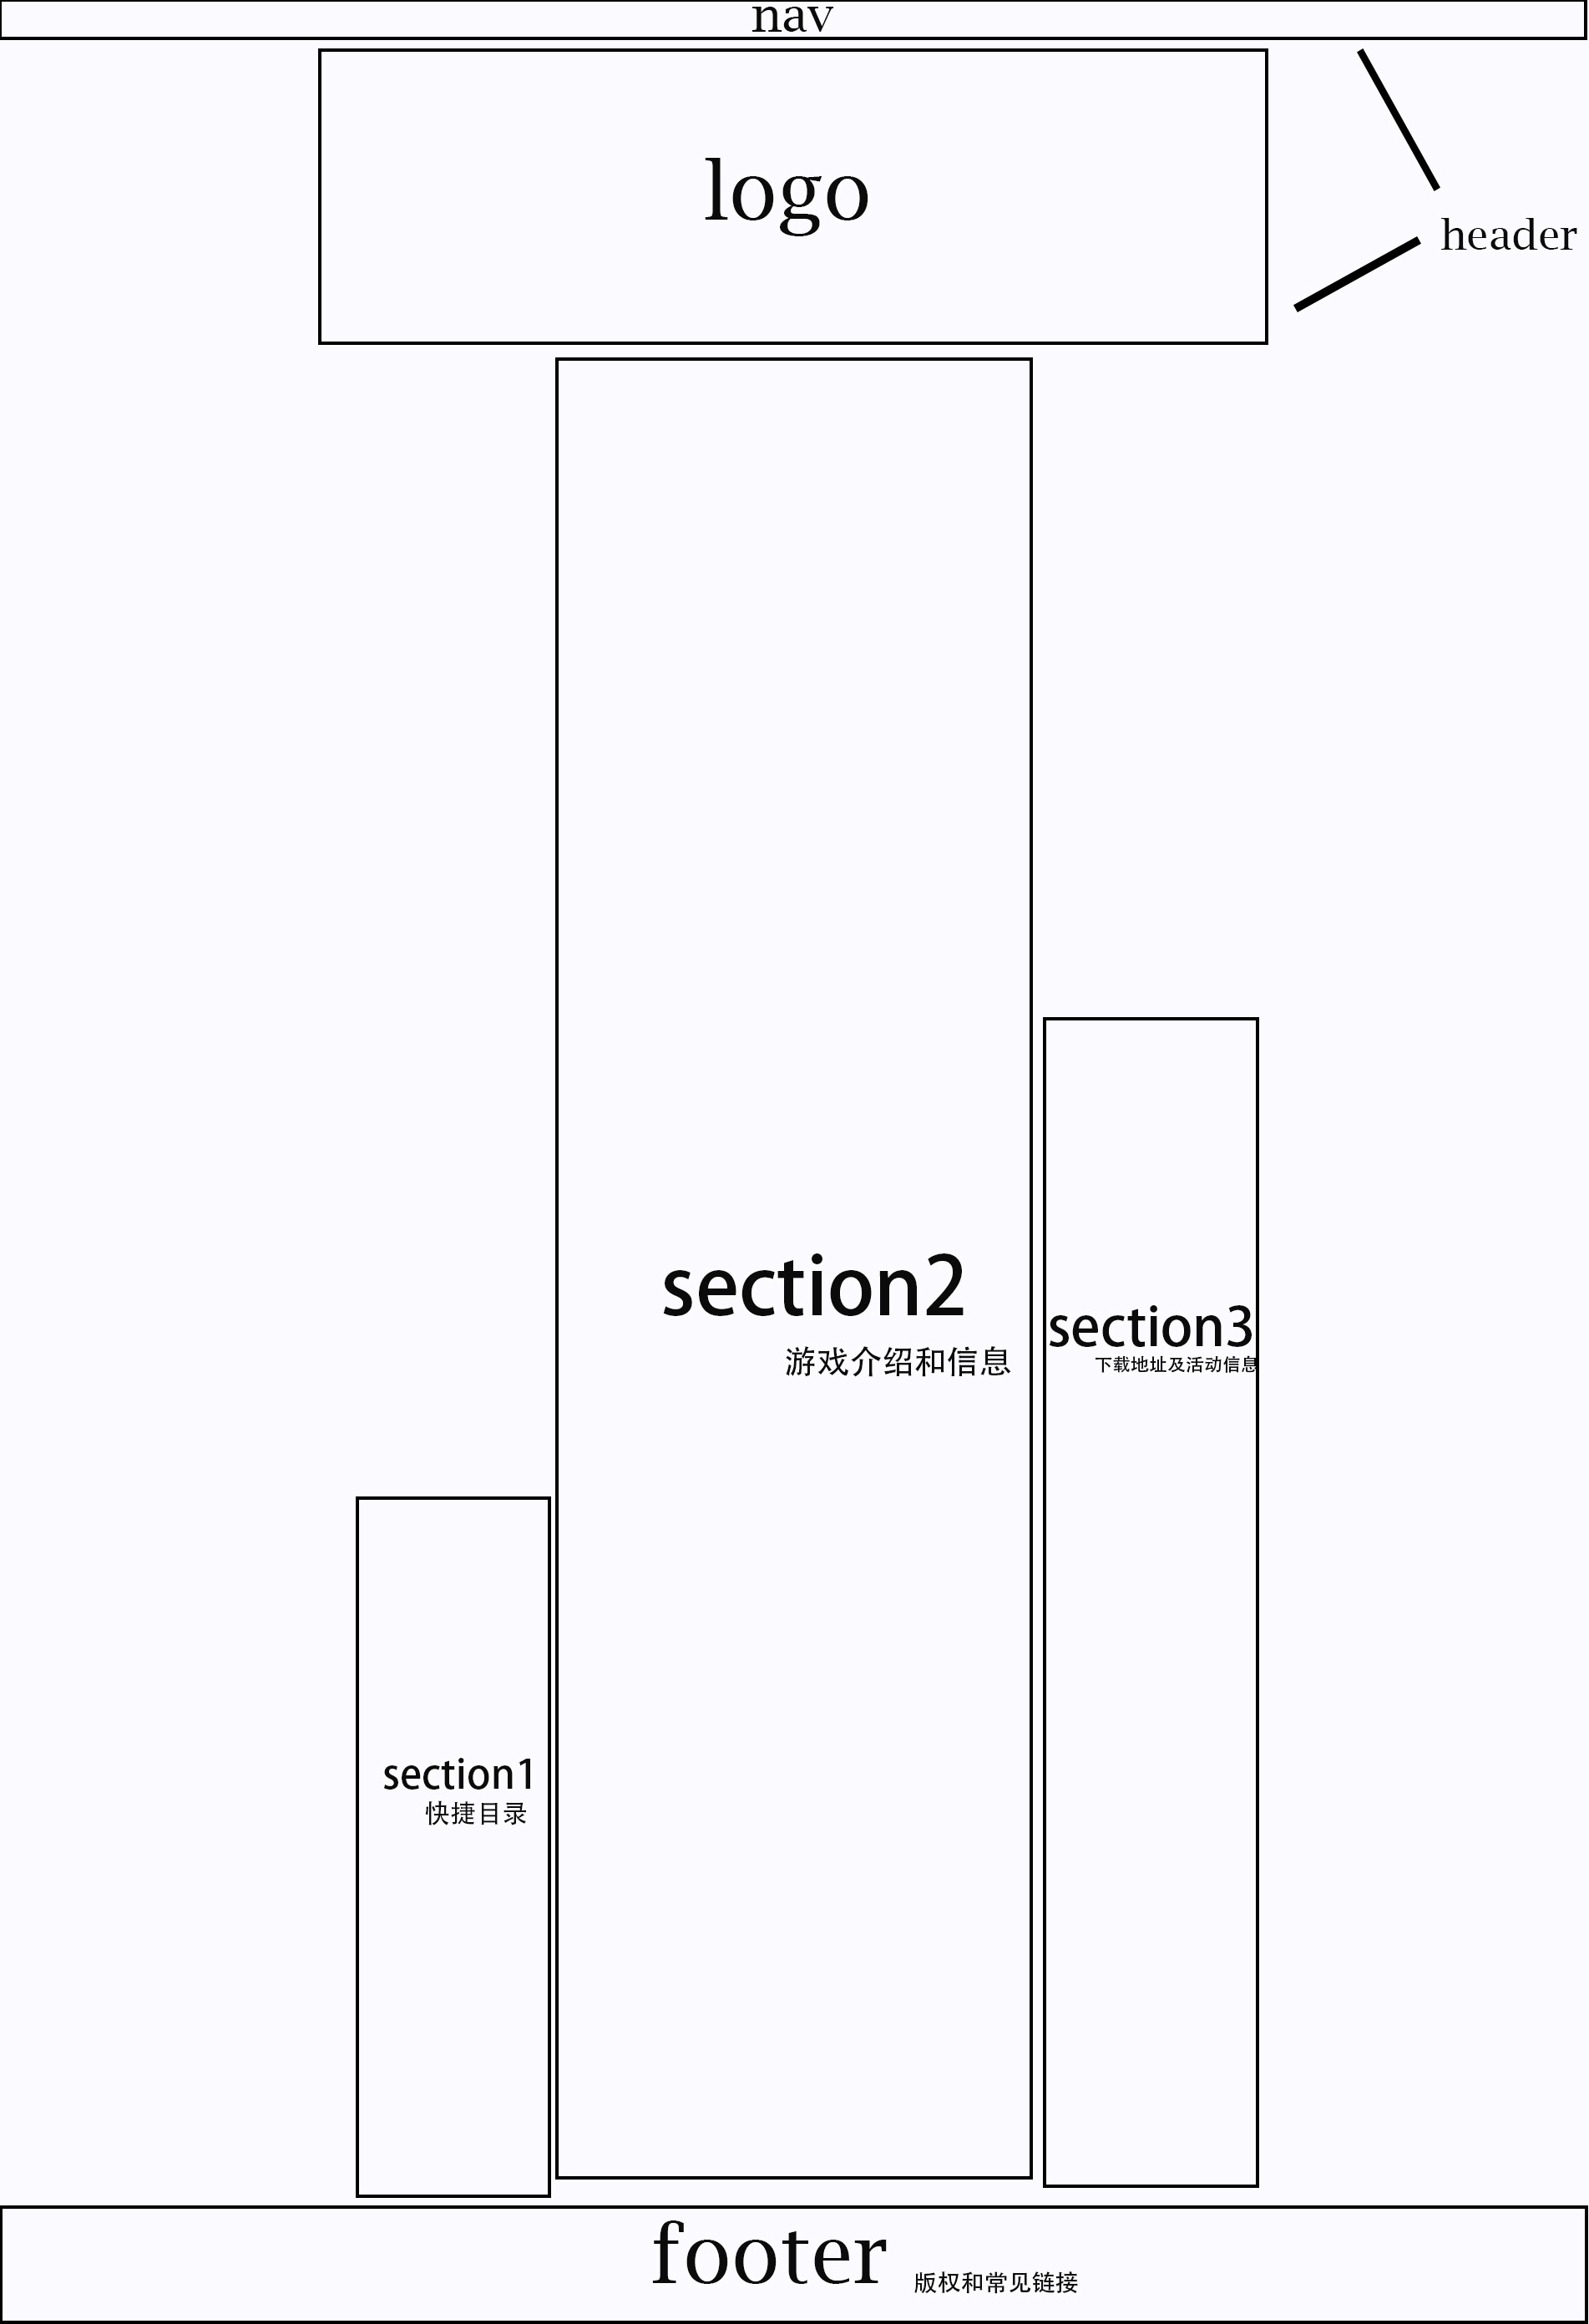 nav
logo
header
section2
游戏介绍和信息
section3
下载地址及活动信息
section1
快捷目录
footer 版权和常见链接